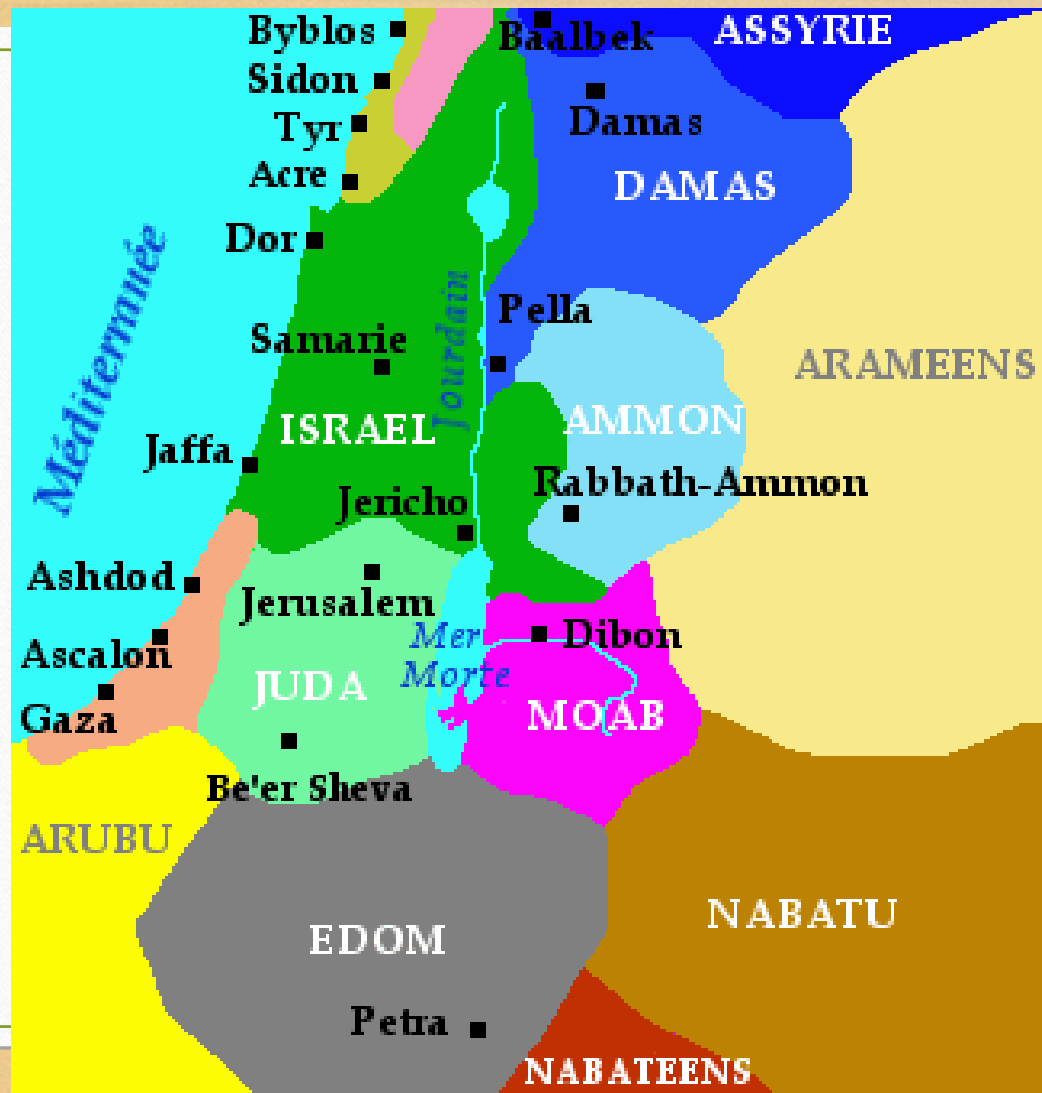 Byblos
Baalbek
ASSYRIE
Sidon
Damas
Tyr
Acre
DAMAS
Dor
Méditerrnuée
Jourdain
Pella
Samarie
ARAMEENS
ISRAEL
AMMON
Jaffa
Rabbath-Ammon
Jericho
Ashdod
Jerusalem
Mer
Morte
Dibon
Ascalon
JUDA
MOAB
Gaza
Be'er Sheva
ARUBU
NABATU
EDOM
Petra
NABATEENS